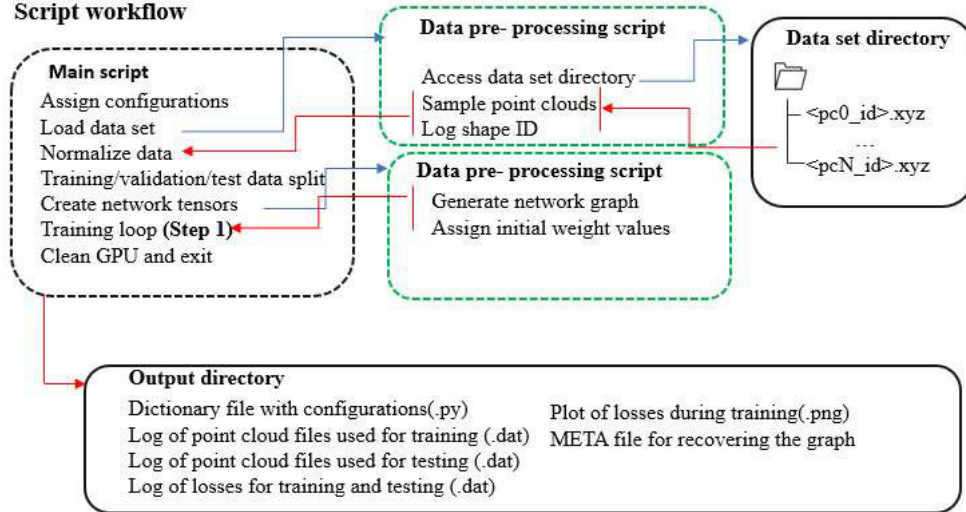 Script workflow
Main script
Assign configurations
Load data set
Normalize data
Training/validation/test data split
Create network tensors
Training loop (Step 1)
Clean GPU and exit
Data pre- processing script
Access data set directory
Sample point clouds
Log shape ID
Data pre- processing script
Generate network graph
Assign initial weight values
Data set directory
<pc0_id>.xyz
...
<pcN_id>.xyz
Output directory
Dictionary file with configurations(.py)
Log of point cloud files used for training (.dat)
Log of point cloud files used for testing (.dat)
Log of losses for training and testing (.dat)
Plot of losses during training(.png)
META file for recovering the graph